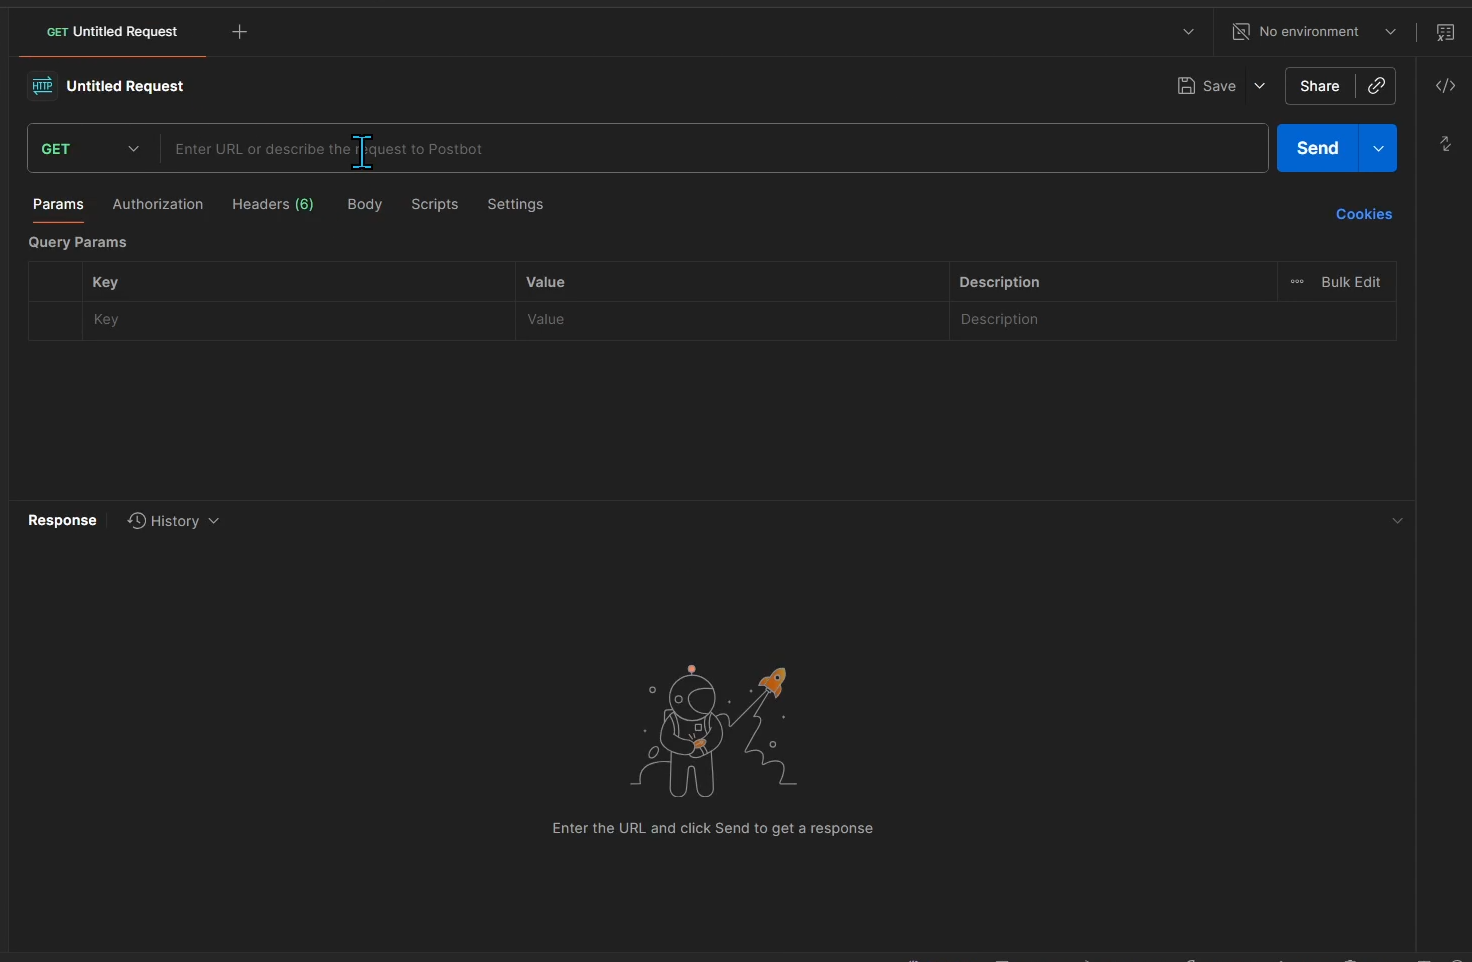 GET Untitled Request
No environment
HTTP Untitled Request
Save
Share
GET
Enter URL or describe the request to Postbot
Send
Params Authorization Headers (6) Body Scripts Settings
Cookies
Query Params
Key Value Description Bulk Edit
Key Value Description
Response History
Enter the URL and click Send to get a response